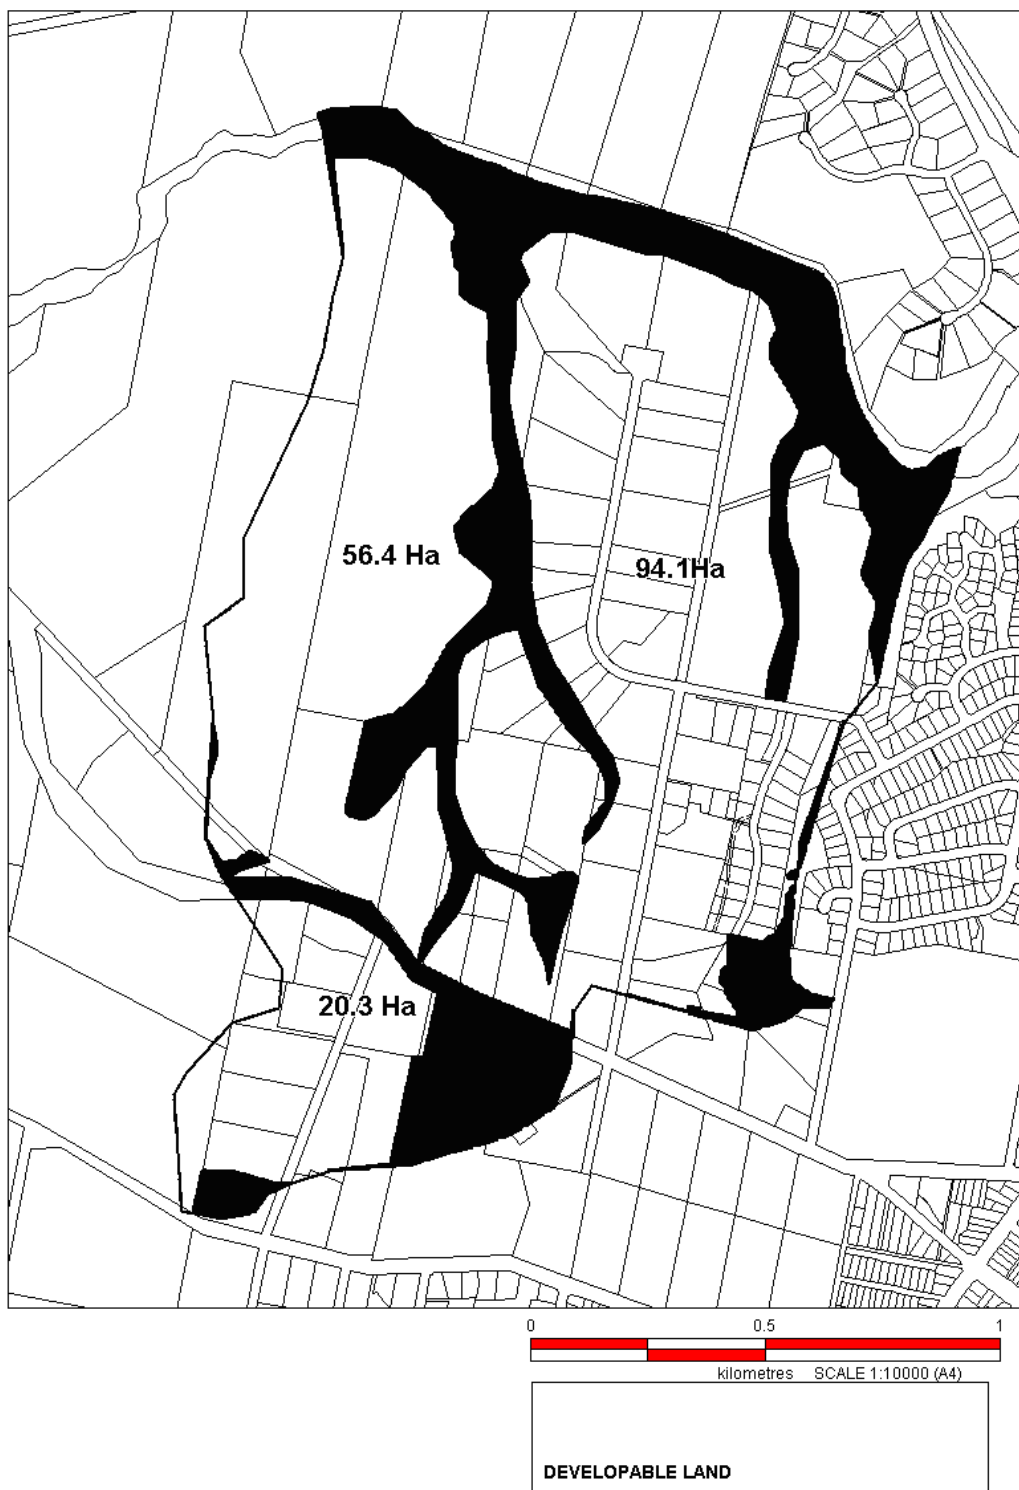 56.4 Ha
94.1Ha
20.3 Ha
0 0.5 1
kilometres SCALE 1:10000 (A4)
DEVELOPABLE LAND